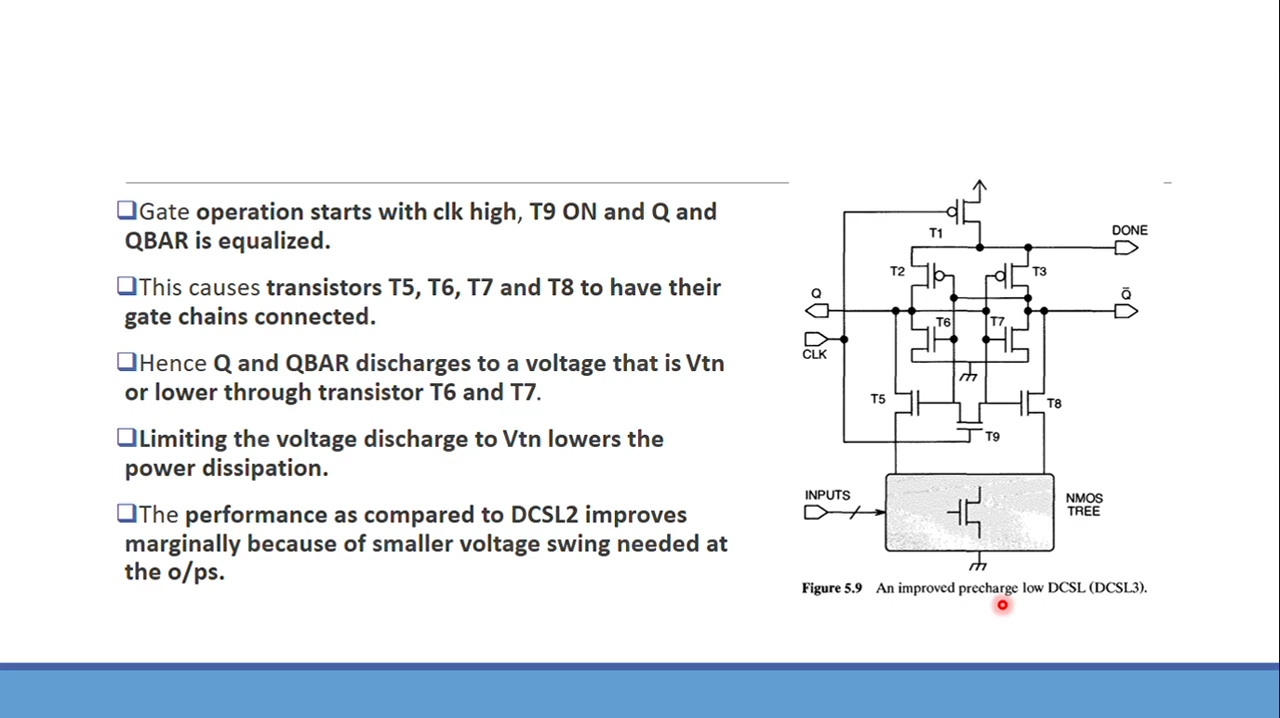 ❑Gate operation starts with clk high, T9 ON and Q and
QBAR is equalized.
❑This causes transistors T5, T6, T7 and T8 to have their
gate chains connected.
❑Hence Q and QBAR discharges to a voltage that is Vtn
or lower through transistor T6 and T7.
❑Limiting the voltage discharge to Vtn lowers the
power dissipation.
❑The performance as compared to DCSL2 improves
marginally because of smaller voltage swing needed at
the o/ps.
T1
DONE
T2
T3
Q
Q̄
T6
T7
CLK
T5
T8
T9
INPUTS
NMOS
TREE
Figure 5.9 An improved precharge low DCSL (DCSL3).